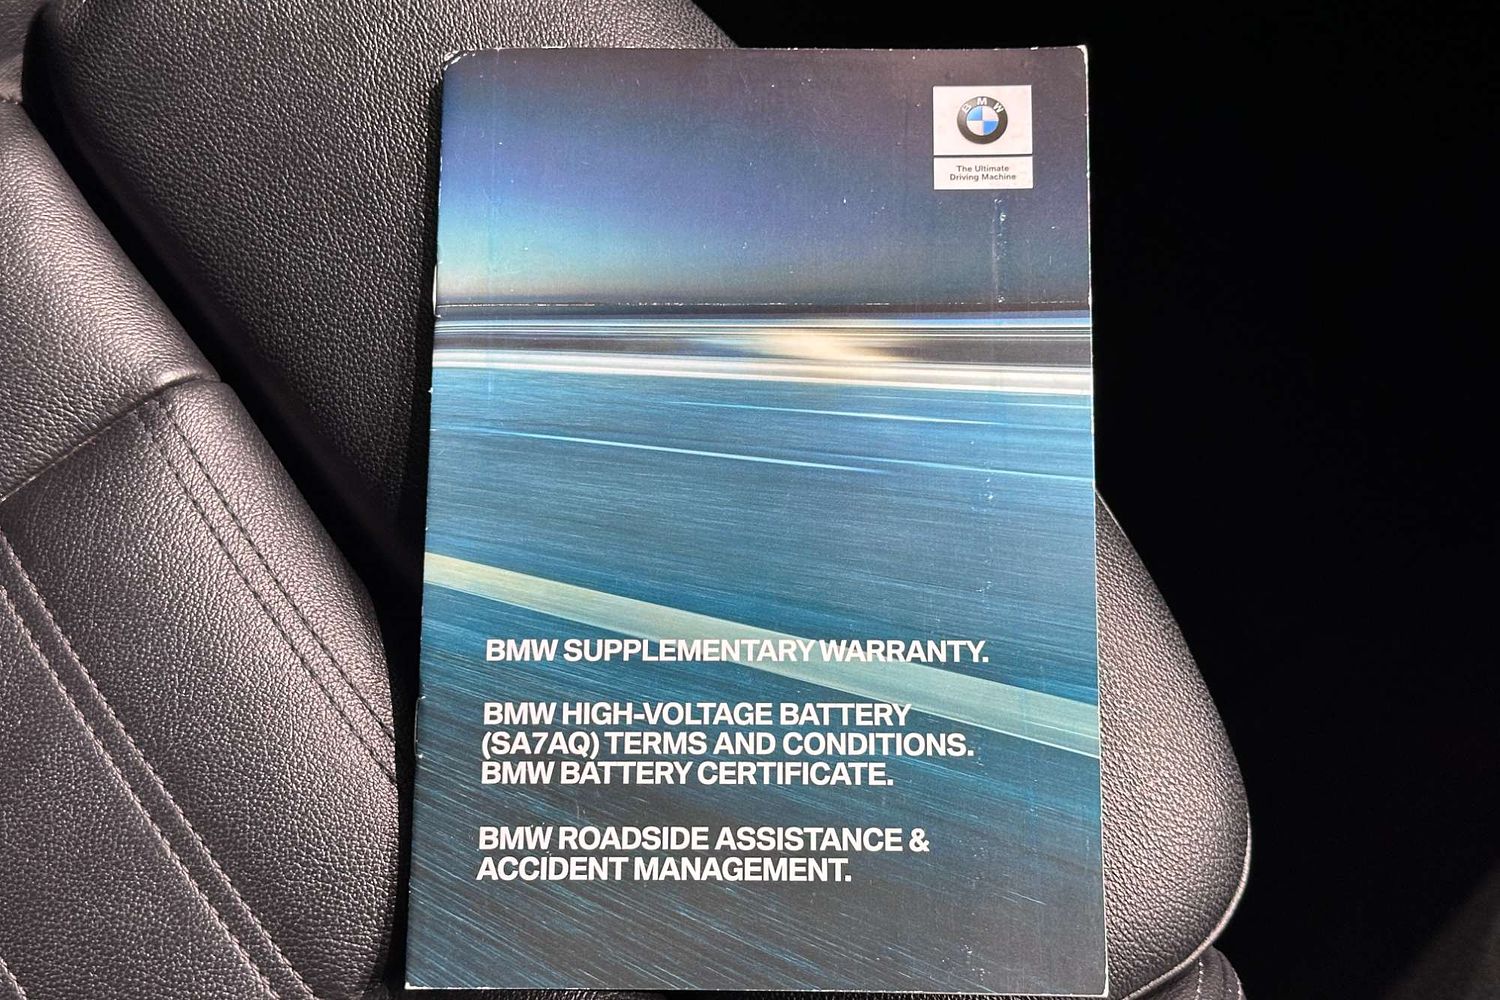 BMW
The Ultimate
Driving Machine
BMW SUPPLEMENTARY WARRANTY.
BMW HIGH-VOLTAGE BATTERY
(SA7AQ) TERMS AND CONDITIONS.
BMW BATTERY CERTIFICATE.
BMW ROADSIDE ASSISTANCE &
ACCIDENT MANAGEMENT.